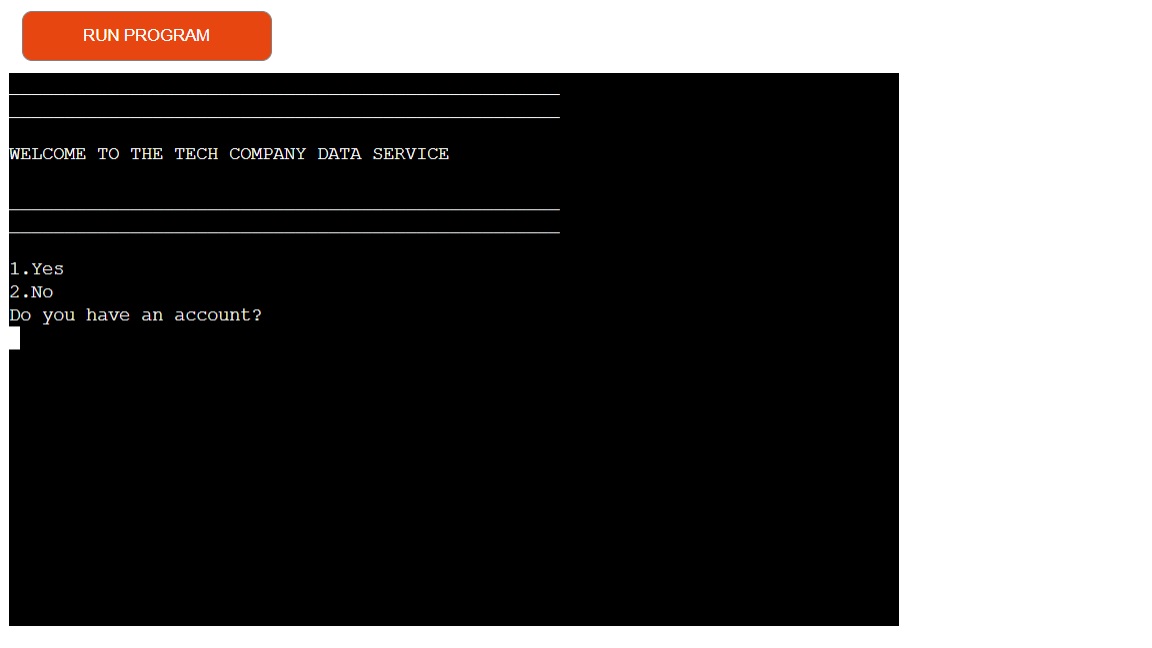 RUN PROGRAM
WELCOME TO THE TECH COMPANY DATA SERVICE
1.Yes
2.No
Do you have an account?